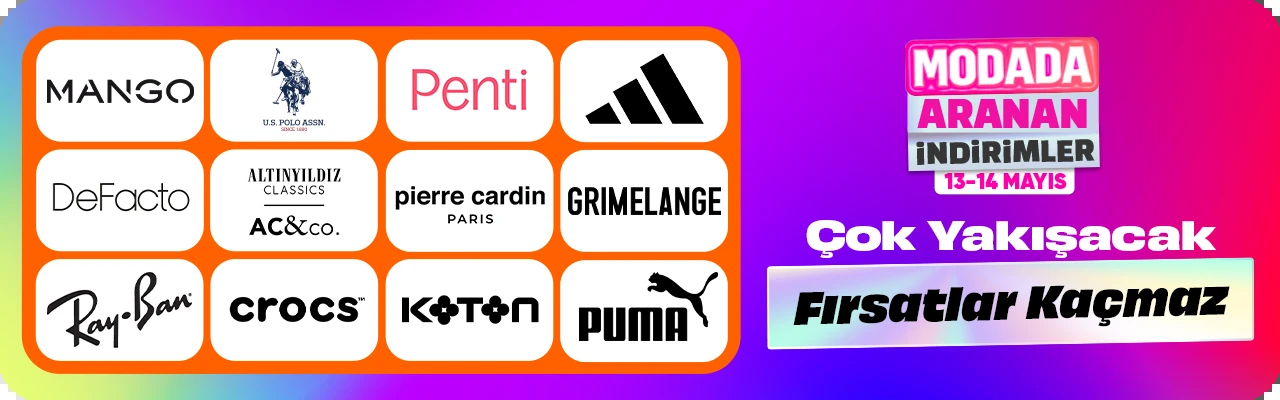 MANGO
U.S. POLO ASSN.
SINCE 1890
Penti
DeFacto
ALTINYILDIZ
CLASSICS
AC&CO.
pierre cardin
PARIS
GRIMELANGE
Ray-Ban
crocs™
KOTON
PUMA
MODADA
ARANAN
İNDİRİMLER
13-14 MAYIS
Çok Yakışacak
Fırsatlar Kaçmaz